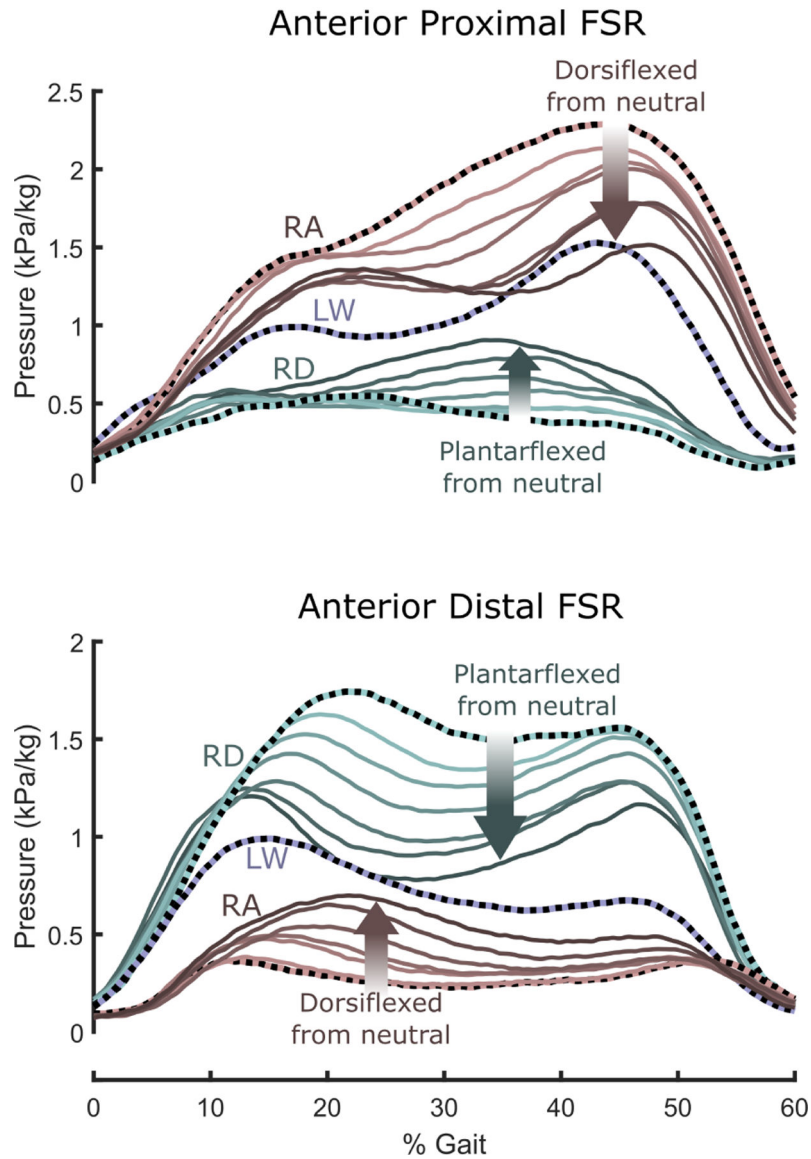 Anterior Proximal FSR
Dorsiflexed
from neutral
2.5
2
1.5
1
0.5
0
Pressure (kPa/kg)
RA
LW
RD
Plantarflexed
from neutral
Anterior Distal FSR
Plantarflexed
from neutral
2
1.5
1
0.5
0
Pressure (kPa/kg)
RD
LW
RA
Dorsiflexed
from neutral
0 10 20 30 40 50 60
% Gait